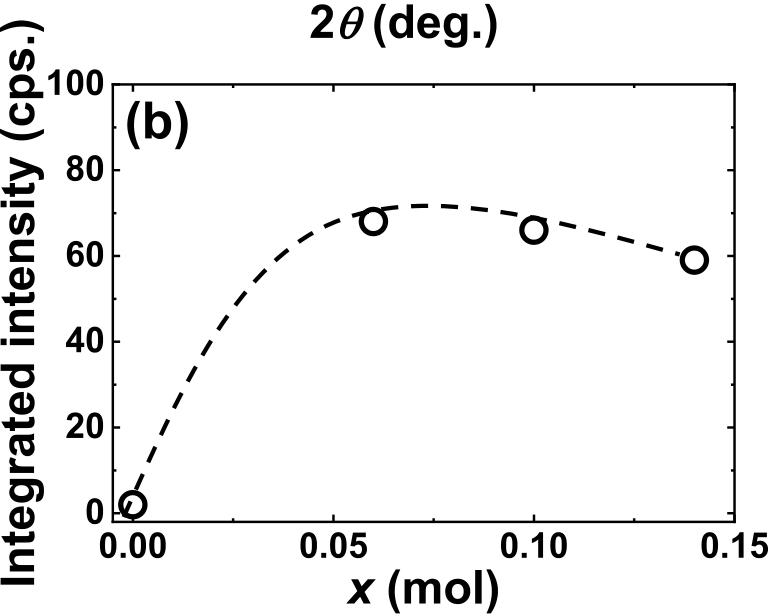 2θ (deg.)
Integrated intensity (cps.)
(b)
100
80
60
40
20
0
0.00 0.05 0.10 0.15
x (mol)